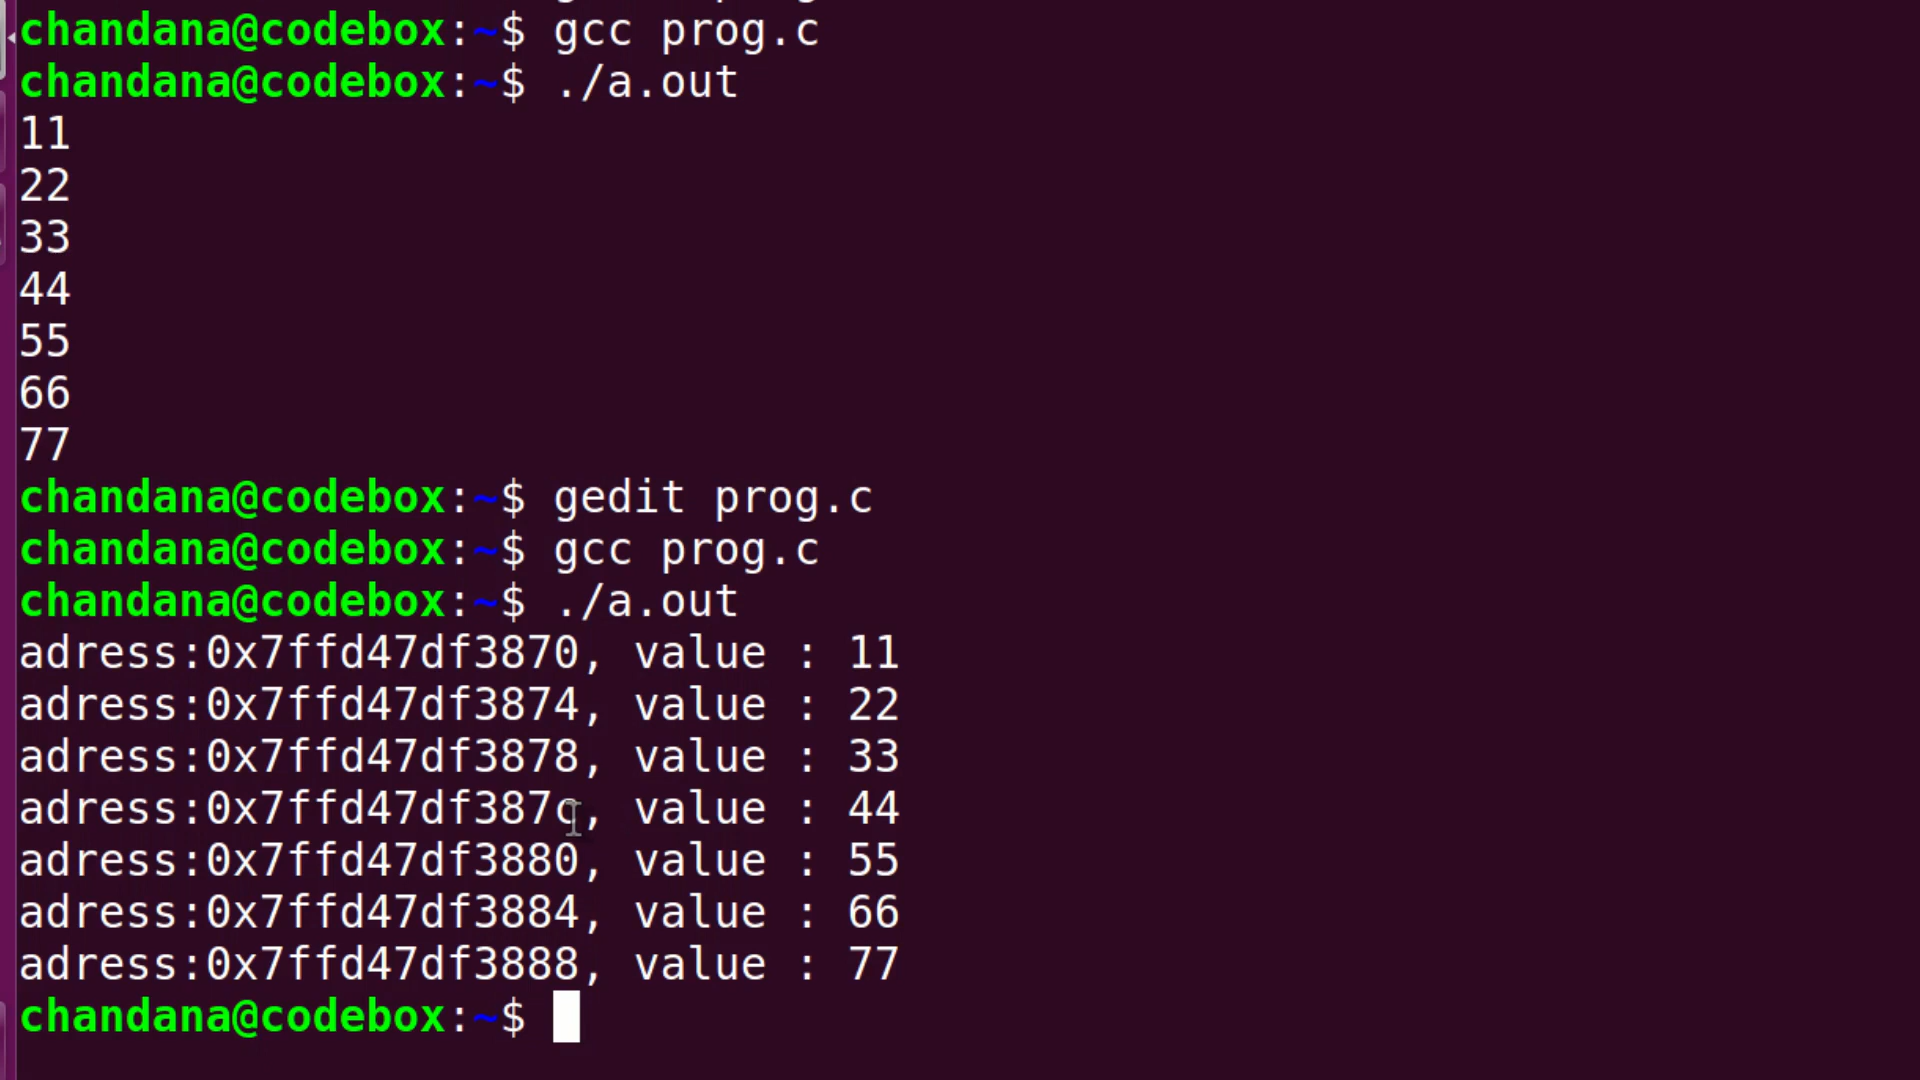 chandana@codebox:~$ gcc prog.c
chandana@codebox:~$ ./a.out
11
22
33
44
55
66
77
chandana@codebox:~$ gedit prog.c
chandana@codebox:~$ gcc prog.c
chandana@codebox:~$ ./a.out
adress:0x7ffd47df3870, value : 11
adress:0x7ffd47df3874, value : 22
adress:0x7ffd47df3878, value : 33
adress:0x7ffd47df387c, value : 44
adress:0x7ffd47df3880, value : 55
adress:0x7ffd47df3884, value : 66
adress:0x7ffd47df3888, value : 77
chandana@codebox:~$